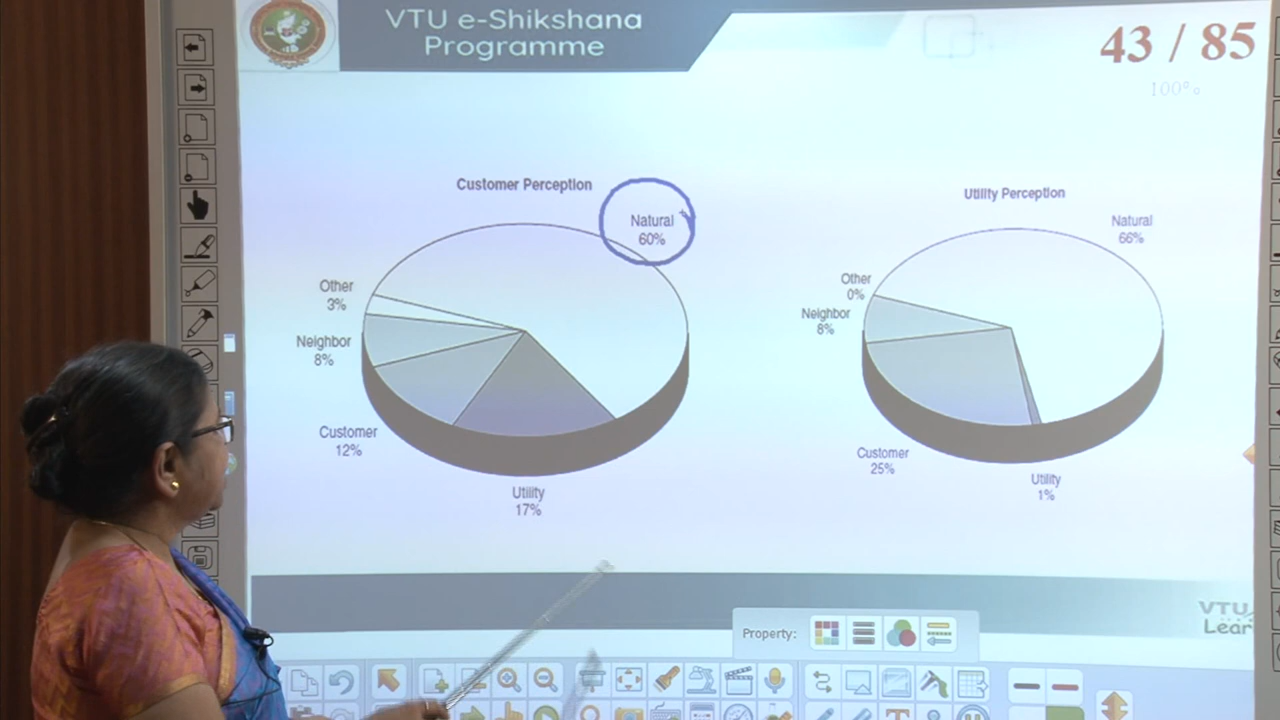 VTU e-Shikshana
Programme
43 / 85
100%
Customer Perception
Natural
60%
Other
3%
Neighbor
8%
Customer
12%
Utility
17%
Utility Perception
Natural
66%
Other
0%
Neighbor
8%
Customer
25%
Utility
1%
VTU
Lear
Property: